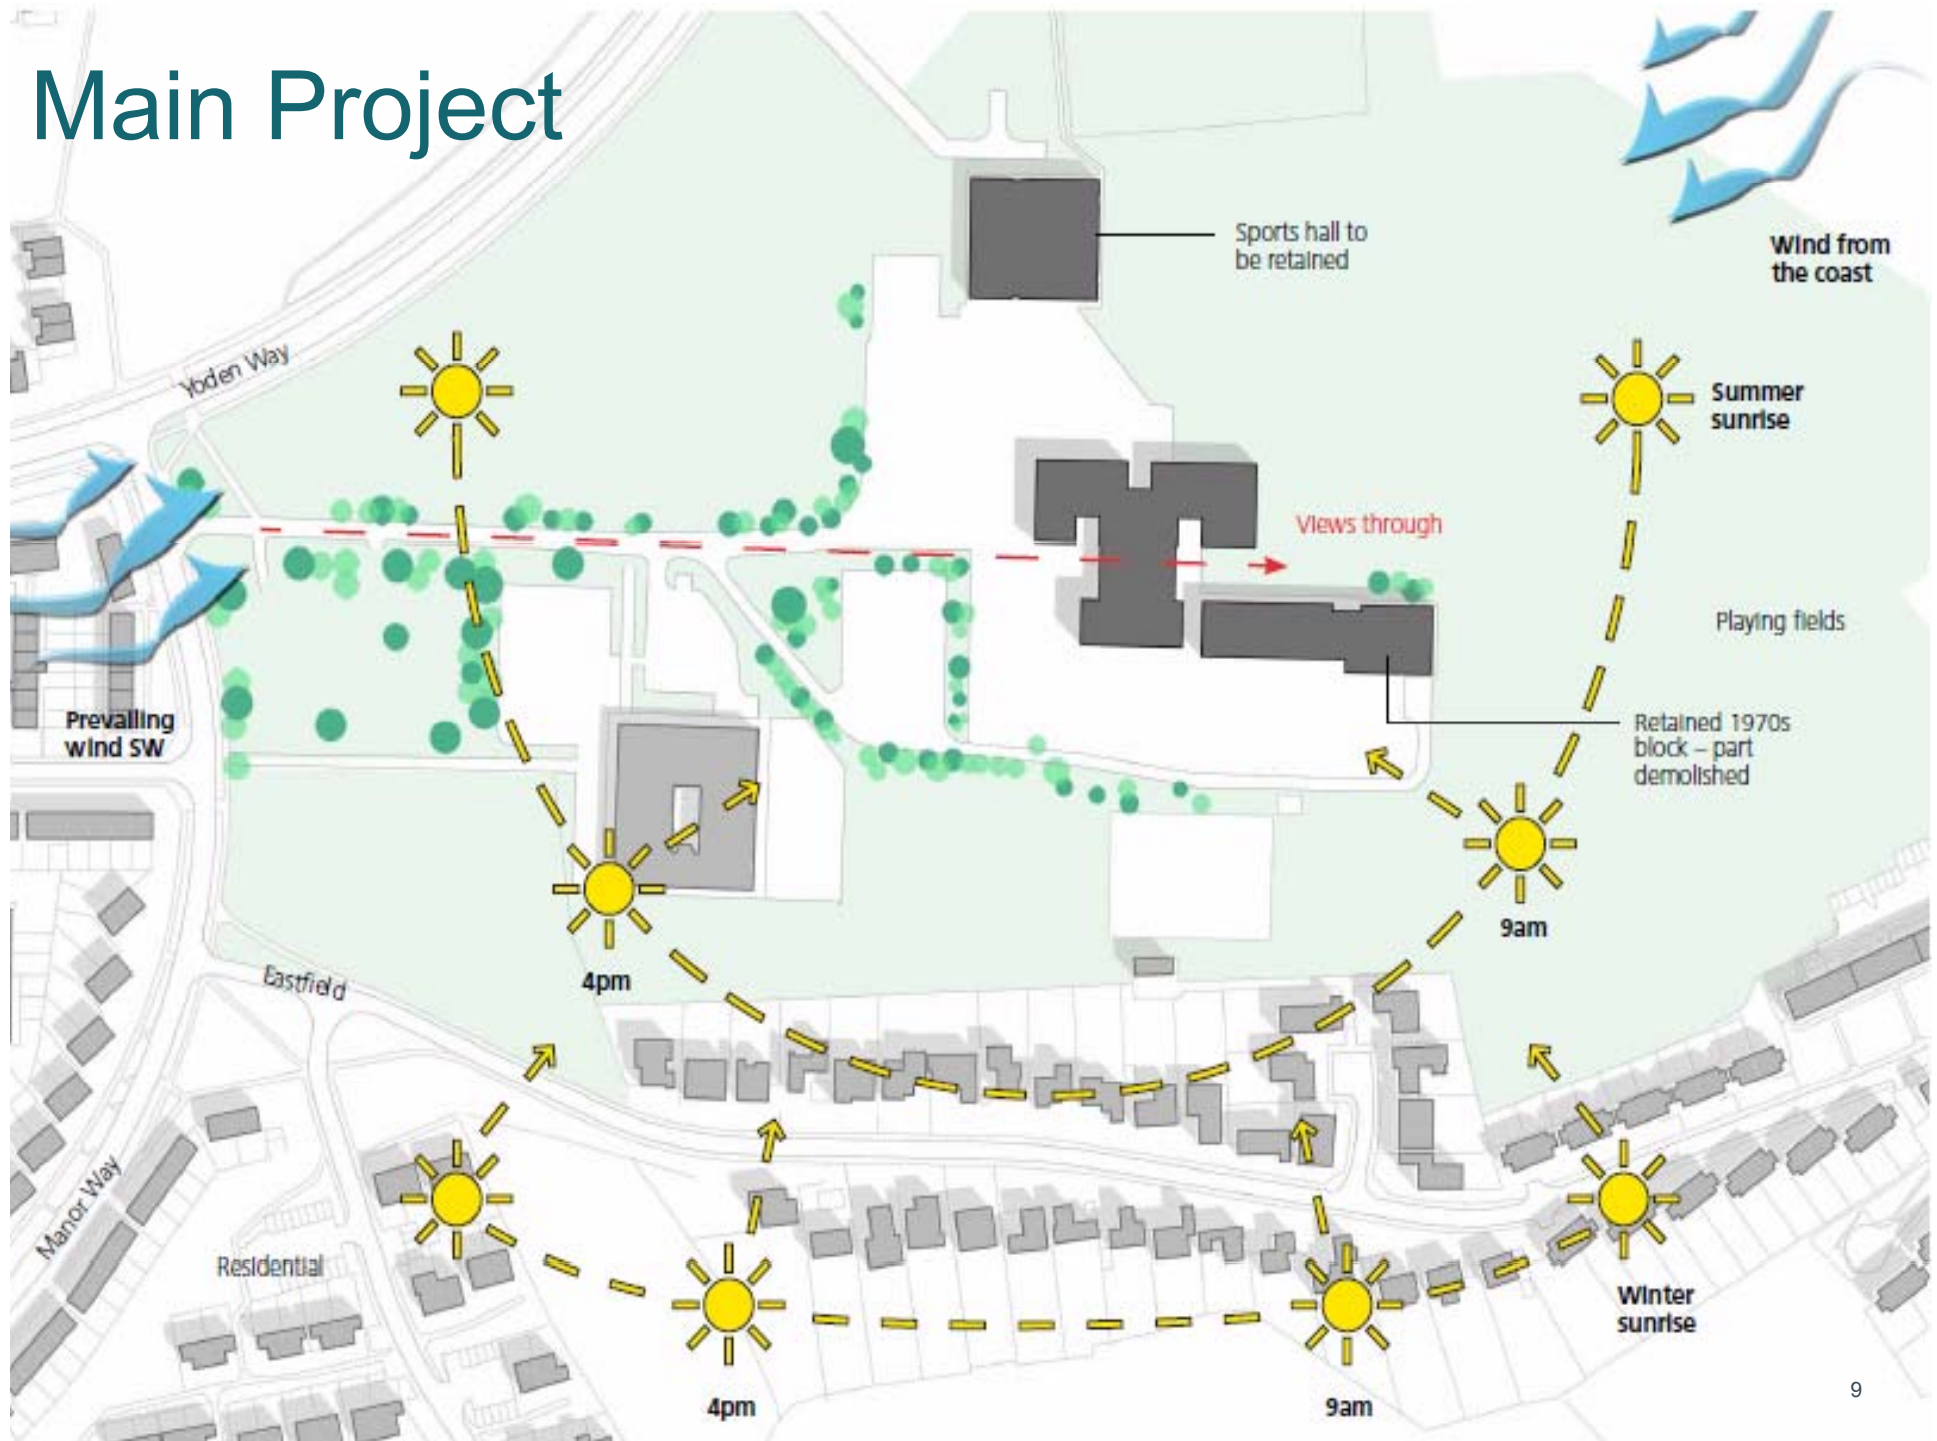 Main Project
Sports hall to
be retained
Wind from
the coast
Yoden Way
Summer
sunrise
Views through
Playing fields
Prevailing
wind SW
Retained 1970s
block – part
demolished
9am
4pm
Eastfield
Manor Way
Residential
Winter
sunrise
4pm
9am
9